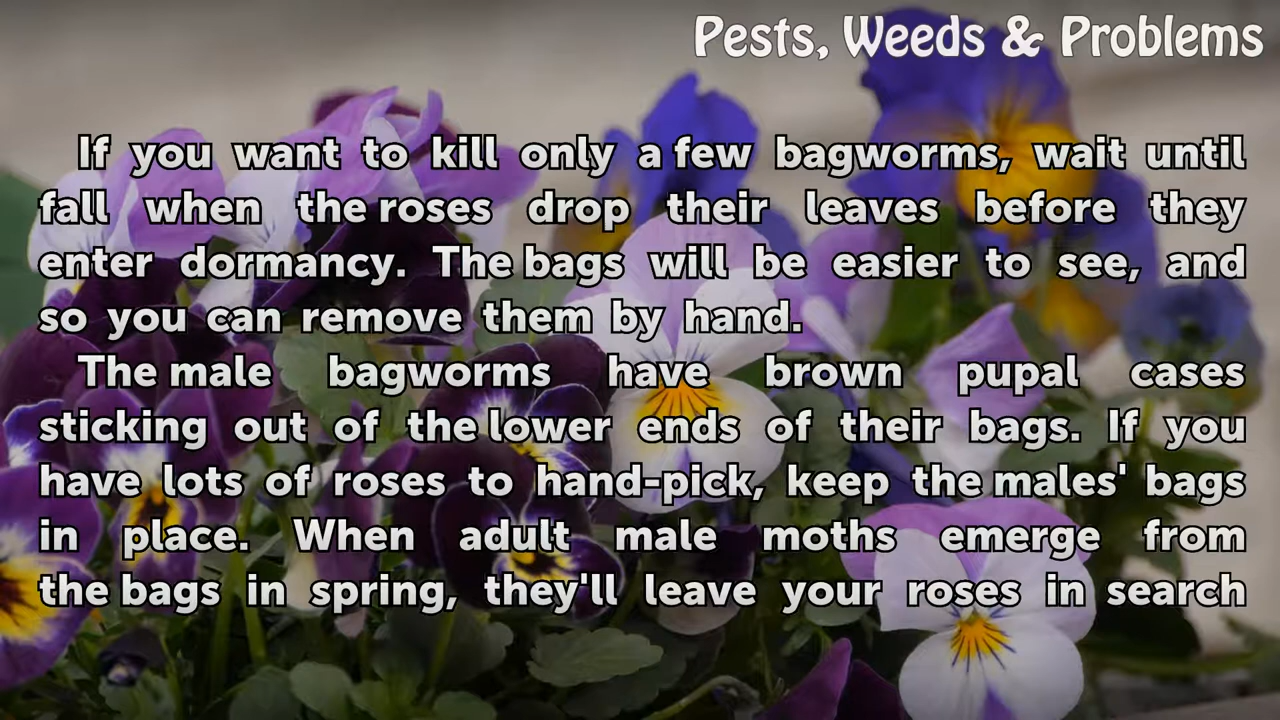 Pests, Weeds & Problems
If you want to kill only a few bagworms, wait until
fall when the roses drop their leaves before they
enter dormancy. The bags will be easier to see, and
so you can remove them by hand.
The male bagworms have brown pupal cases
sticking out of the lower ends of their bags. If you
have lots of roses to hand-pick, keep the males' bags
in place. When adult male moths emerge from
the bags in spring, they'll leave your roses in search